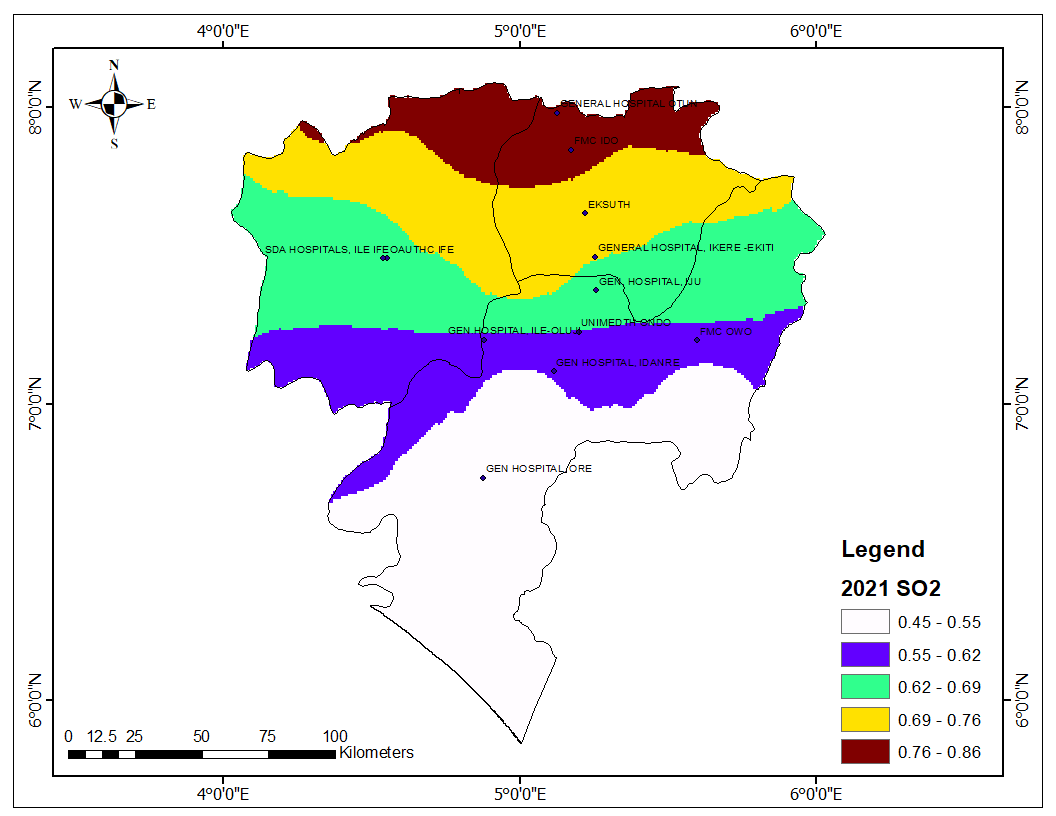 4°0'0"E 5°0'0"E 6°0'0"E
N
W E
S
8°0'0"N 8°0'0"N
GENERAL HOSPITAL OTUN
FMC IDO
EKSUTH
SDA HOSPITALS, ILE IFE OAUTHC IFE
GENERAL HOSPITAL, IKERE -EKITI
GEN, HOSPITAL, IJU
UNIMEDTH ONDO
GEN HOSPITAL, ILE-OLUJI
FMC OWO
GEN HOSPITAL, IDANRE
7°0'0"N 7°0'0"N
GEN HOSPITAL, ORE
Legend
2021 SO2
0.45 - 0.55
0.55 - 0.62
0.62 - 0.69
0.69 - 0.76
0.76 - 0.86
6°0'0"N 6°0'0"N
0 12.5 25 50 75 100
Kilometers
4°0'0"E 5°0'0"E 6°0'0"E